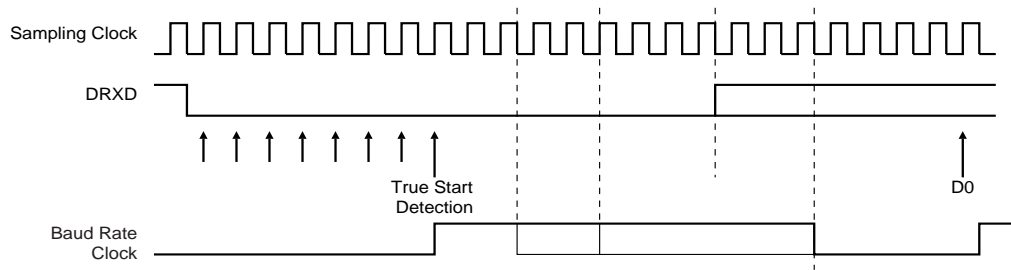 Sampling Clock
DRXD
True Start
Detection
D0
Baud Rate
Clock